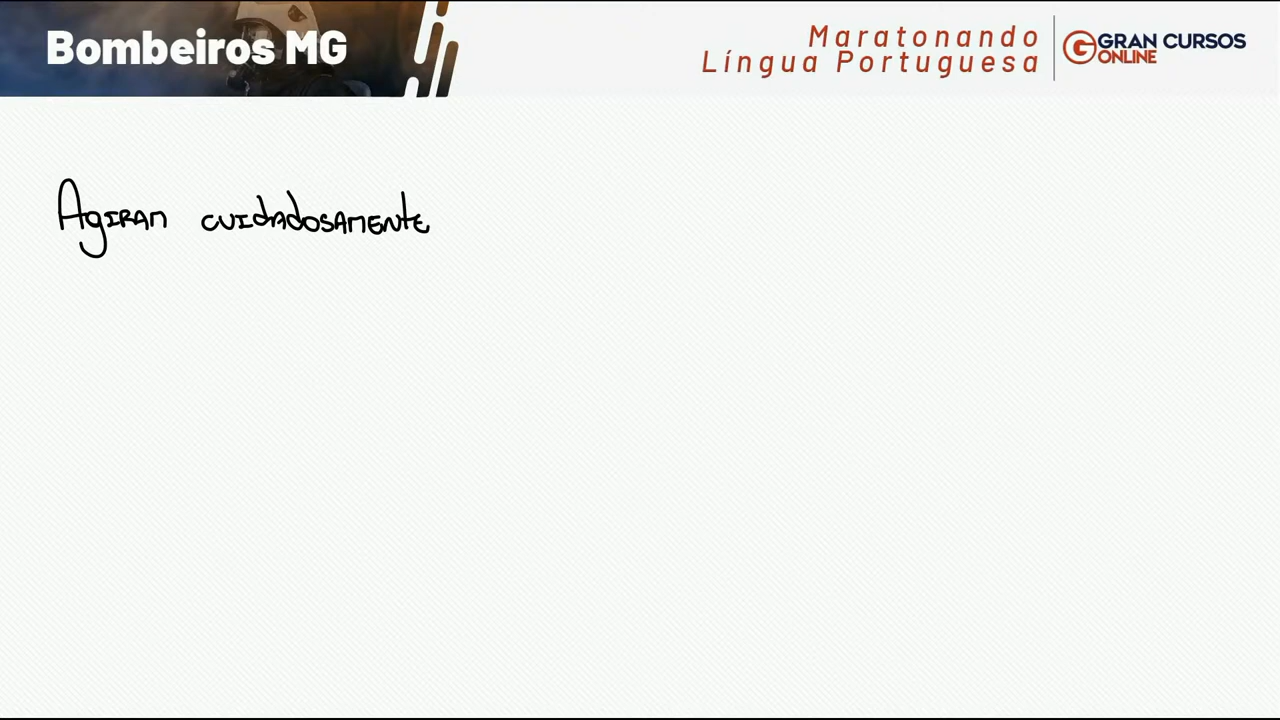 Bombeiros MG
Maratonando
Língua Portuguesa
GRAN CURSOS
ONLINE
Agiram cuidadosamente